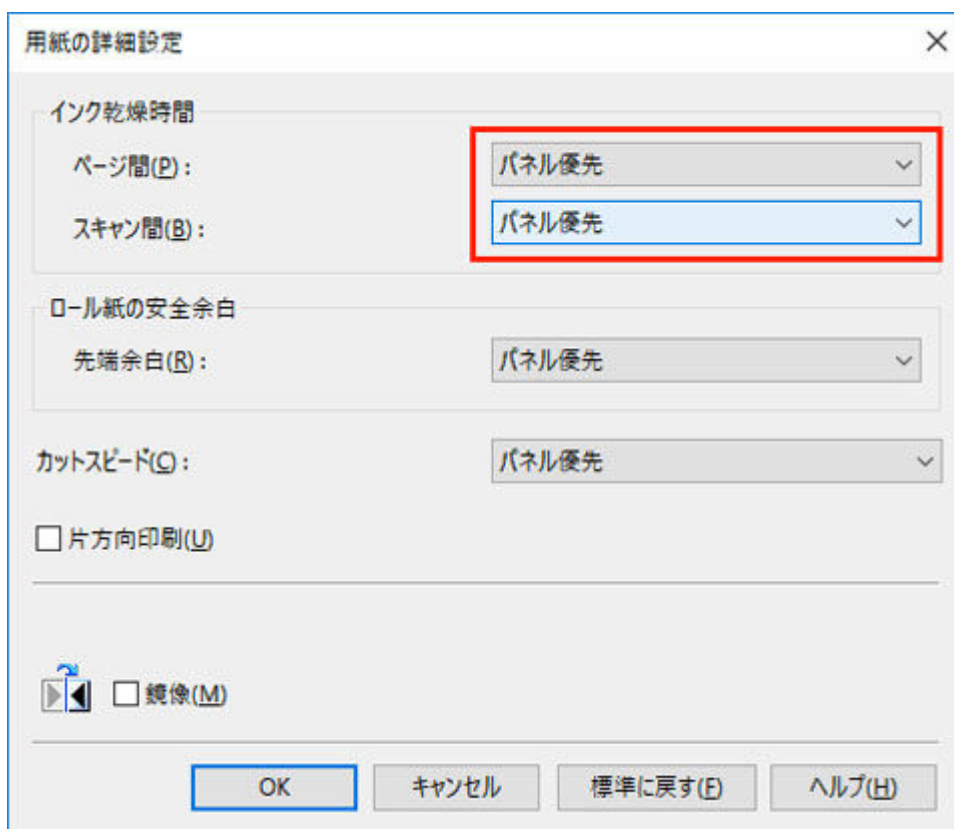 用紙の詳細設定
インク乾燥時間
ページ間(P): パネル優先
スキャン間(B): パネル優先
ロール紙の安全余白
先端余白(R): パネル優先
カットスピード(C): パネル優先
片方向印刷(U)
鏡像(M)
OK キャンセル 標準に戻す(F) ヘルプ(H)